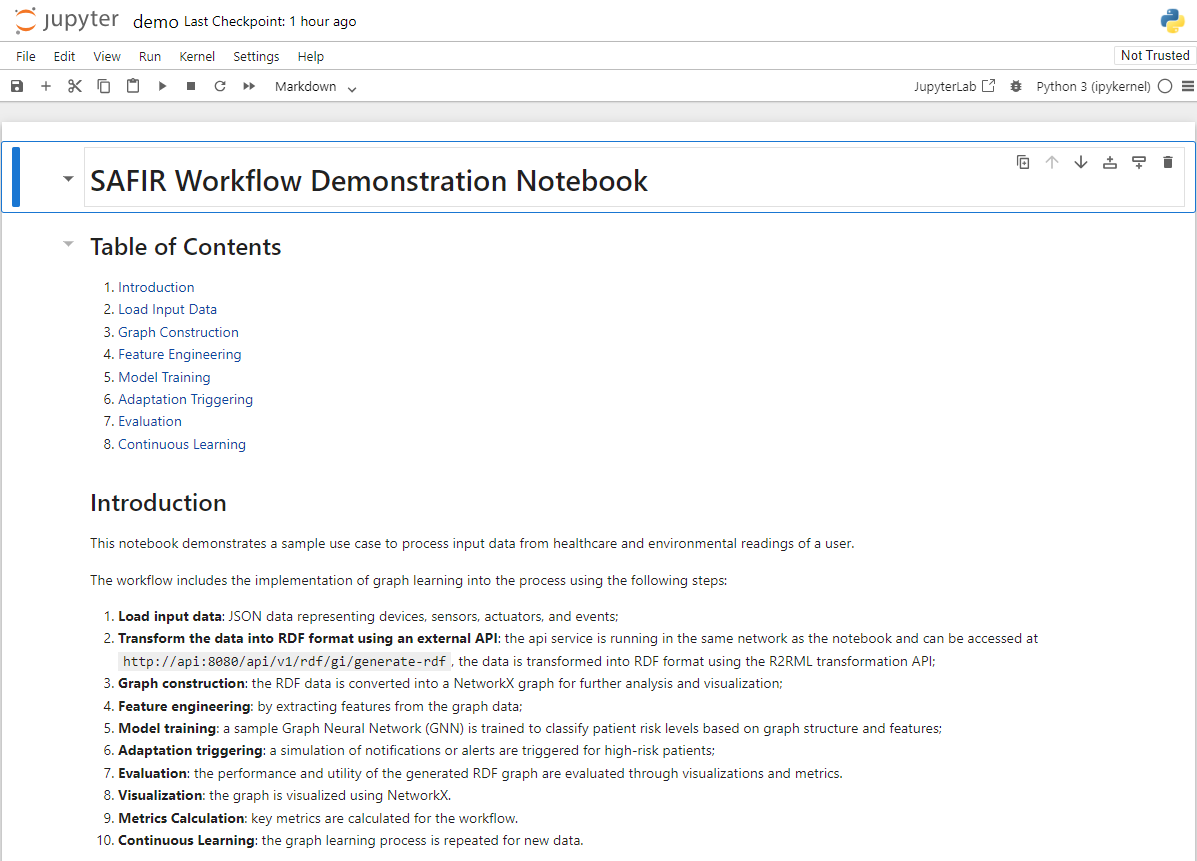 jupyter demo Last Checkpoint: 1 hour ago
File Edit View Run Kernel Settings Help Not Trusted
Markdown JupyterLab Python 3 (ipykernel)
SAFIR Workflow Demonstration Notebook
Table of Contents
1. Introduction
2. Load Input Data
3. Graph Construction
4. Feature Engineering
5. Model Training
6. Adaptation Triggering
7. Evaluation
8. Continuous Learning
Introduction
This notebook demonstrates a sample use case to process input data from healthcare and environmental readings of a user.
The workflow includes the implementation of graph learning into the process using the following steps:
1. Load input data: JSON data representing devices, sensors, actuators, and events;
2. Transform the data into RDF format using an external API: the api service is running in the same network as the notebook and can be accessed at
http://api:8080/api/v1/rdf/gi/generate-rdf, the data is transformed into RDF format using the R2RML transformation API;
3. Graph construction: the RDF data is converted into a NetworkX graph for further analysis and visualization;
4. Feature engineering: by extracting features from the graph data;
5. Model training: a sample Graph Neural Network (GNN) is trained to classify patient risk levels based on graph structure and features;
6. Adaptation triggering: a simulation of notifications or alerts are triggered for high-risk patients;
7. Evaluation: the performance and utility of the generated RDF graph are evaluated through visualizations and metrics.
8. Visualization: the graph is visualized using NetworkX.
9. Metrics Calculation: key metrics are calculated for the workflow.
10. Continuous Learning: the graph learning process is repeated for new data.